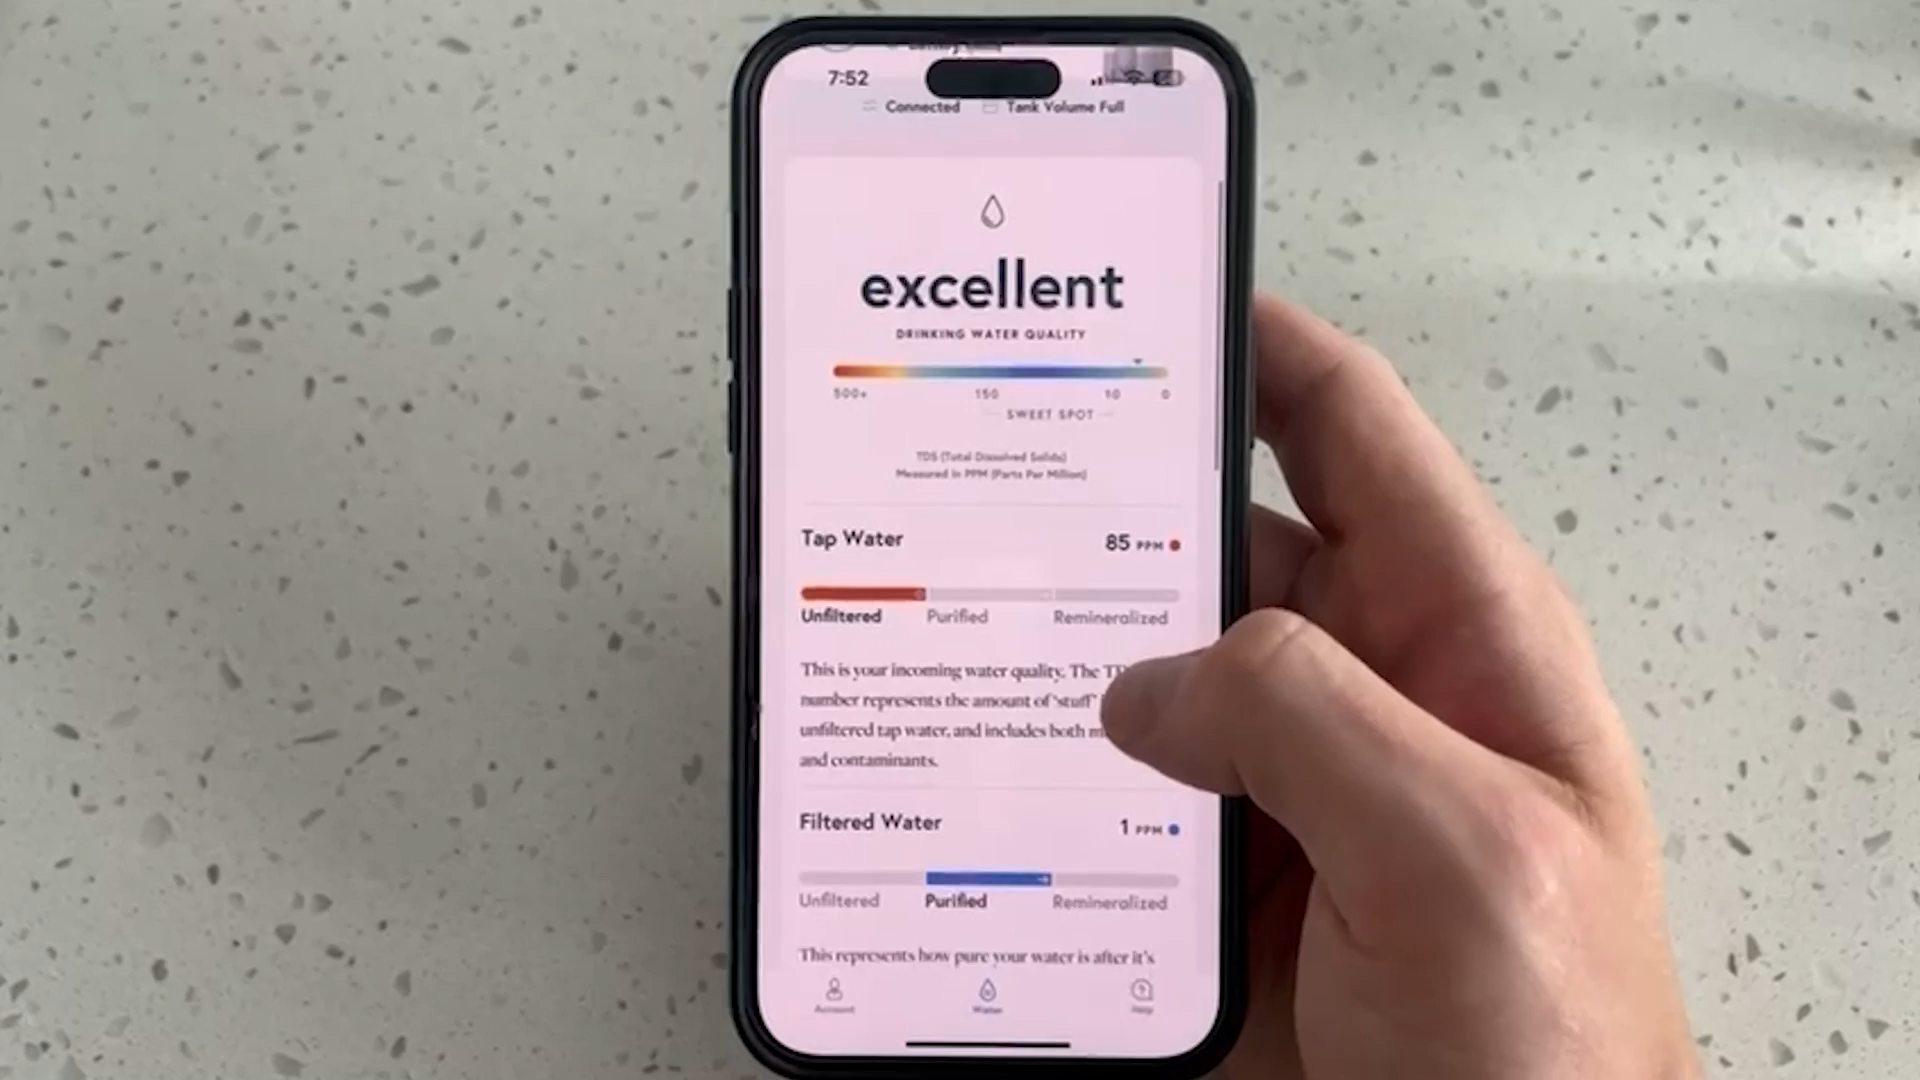 7:52
Connected Tank Volume Full
excellent
DRINKING WATER QUALITY
500+ 150 10 0
SWEET SPOT
TDS (Total Dissolved Solids)
Measured in PPM (Parts Per Million)
Tap Water 85 PPM
Unfiltered Purified Remineralized
This is your incoming water quality. The
number represents the amount of 'stuff'
unfiltered tap water, and includes both
and contaminants.
Filtered Water 1 PPM
Unfiltered Purified Remineralized
This represents how pure your water is after it's
Account Water Help